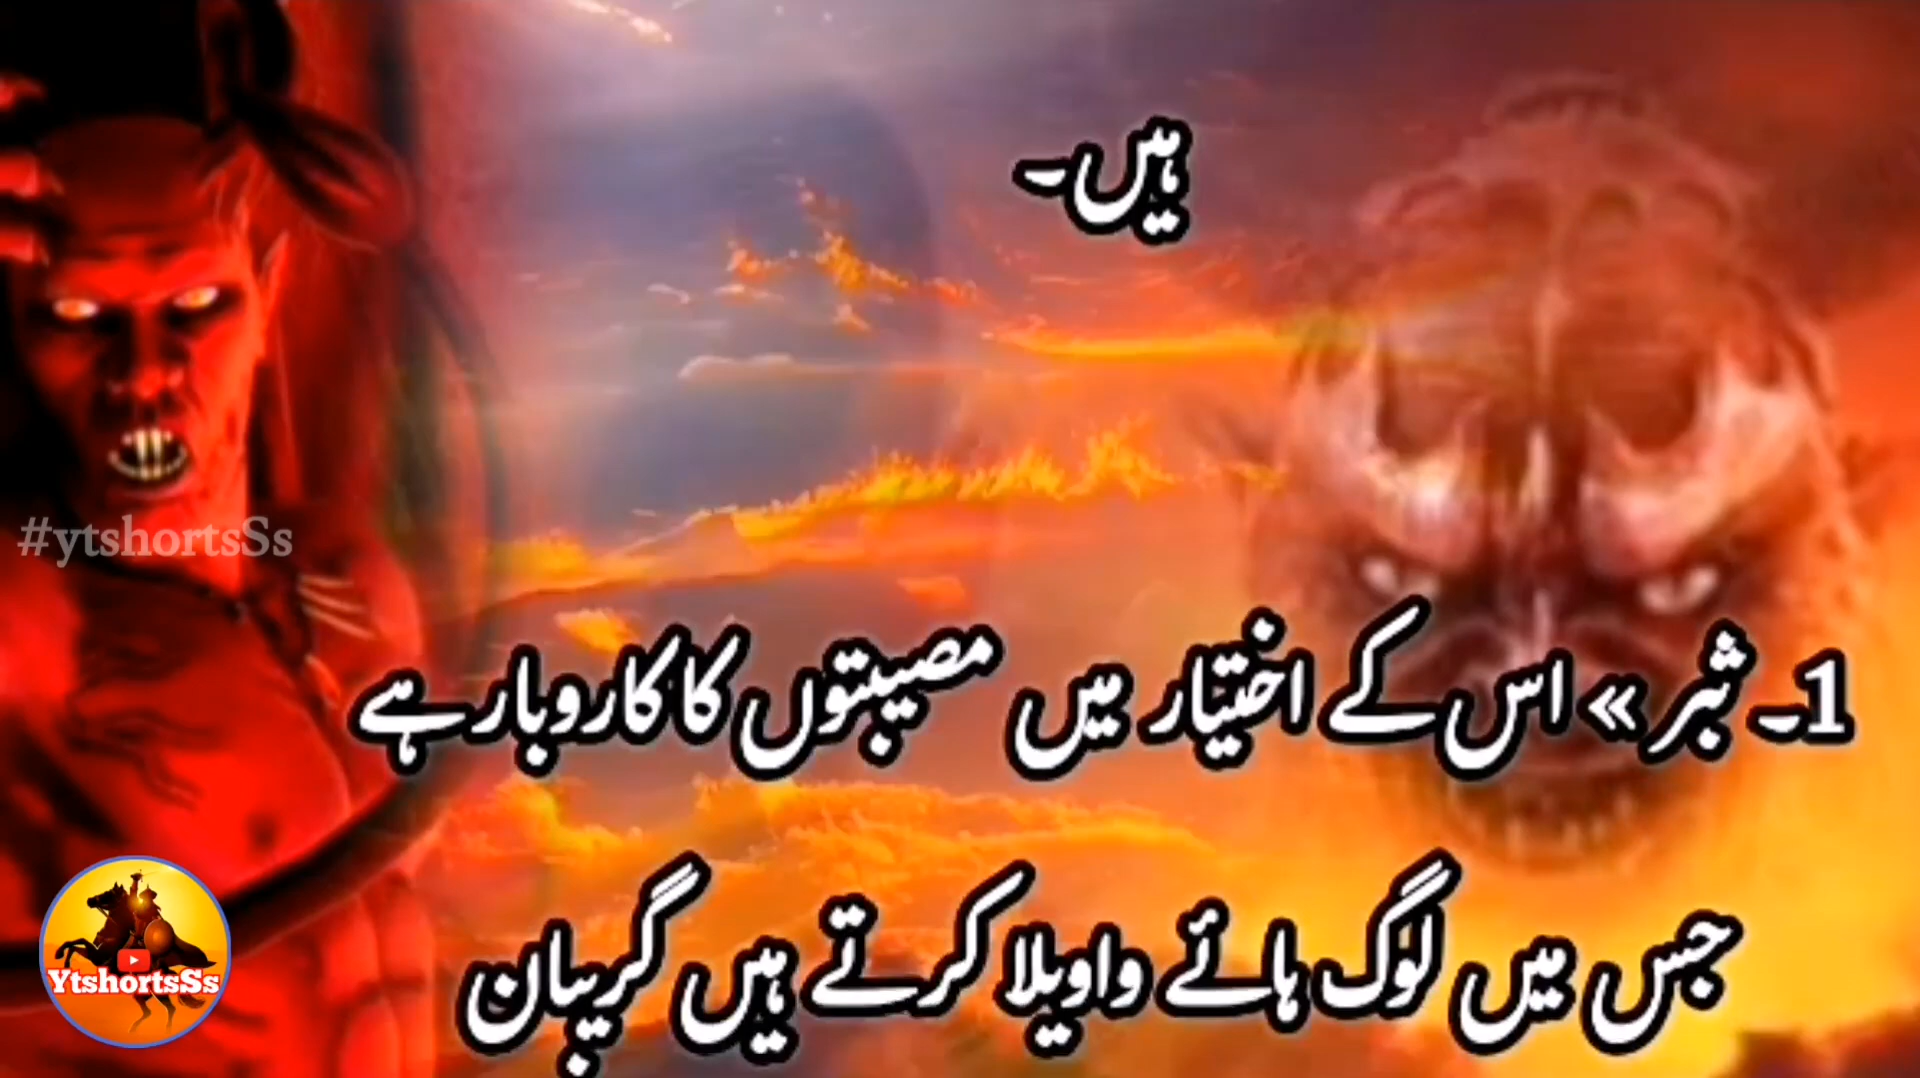 ہیں۔
1۔ ثبر » اس کے اختیار میں مصیبتوں کا کاروبار ہے
جس میں لوگ ہائے واویلا کرتے ہیں گریبان
#ytshortsSs
YtshortsSs